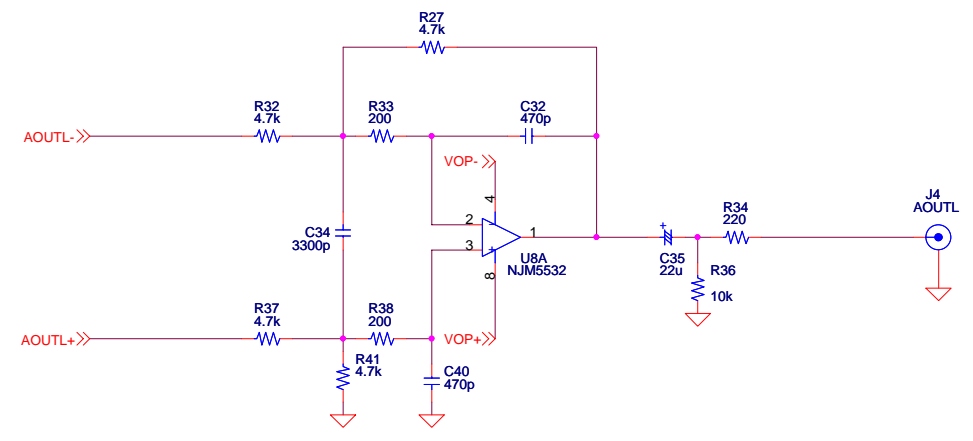 R27
4.7k
R32
4.7k
R33
200
C32
470p
AOUTL-
VOP-
4
J4
AOUTL
R34
220
2
1
C34
3300p
3
U8A
NJM5532
C35
22u
+
R36
10k
8
R37
4.7k
R38
200
AOUTL+
VOP+
R41
4.7k
C40
470p